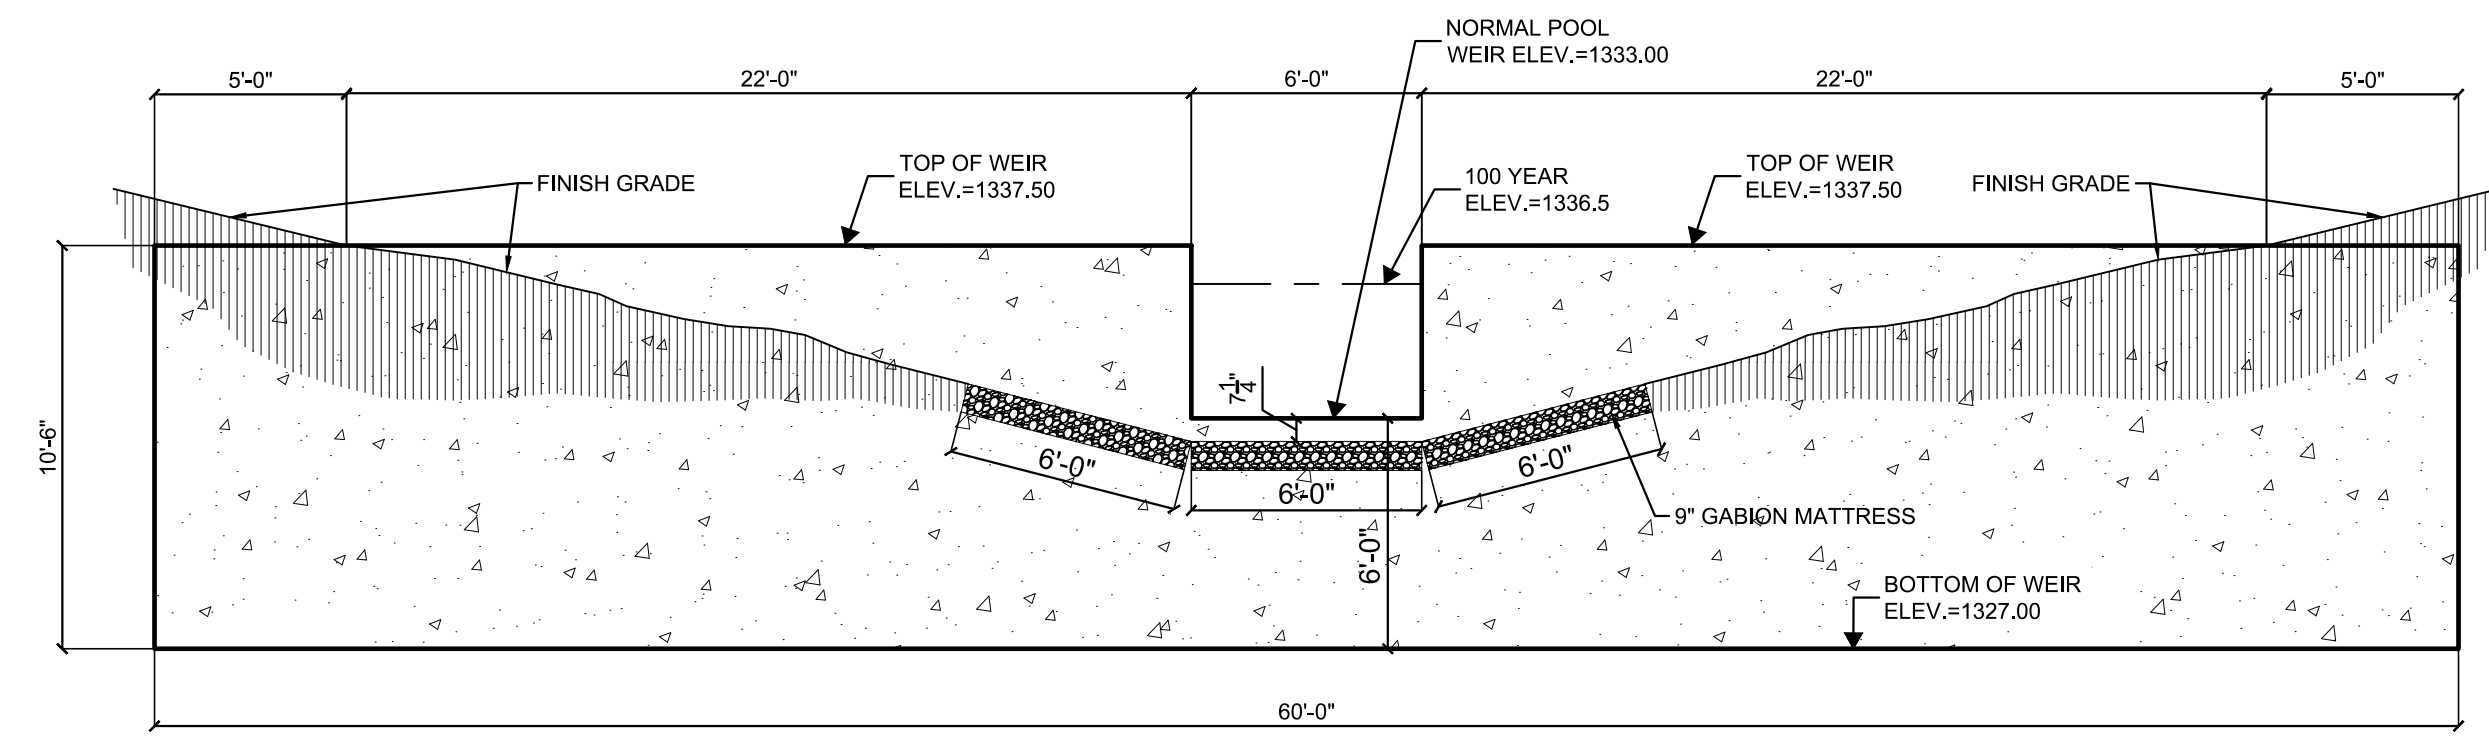 NORMAL POOL
WEIR ELEV.=1333.00
5'-0"
22'-0"
6'-0"
22'-0"
5'-0"
TOP OF WEIR
ELEV.=1337.50
FINISH GRADE
100 YEAR
ELEV.=1336.5
TOP OF WEIR
ELEV.=1337.50
FINISH GRADE
7 1/4"
10'-6"
6'-0"
6'-0"
6'-0"
9" GABION MATTRESS
6'-0"
BOTTOM OF WEIR
ELEV.=1327.00
60'-0"